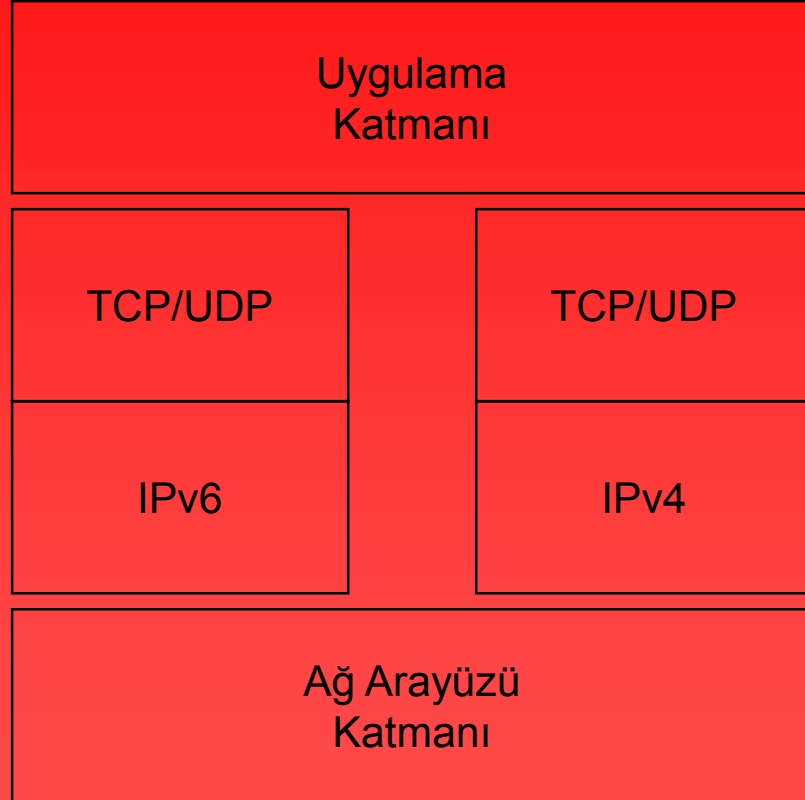 Uygulama
Katmanı
TCP/UDP
TCP/UDP
IPv6
IPv4
Ağ Arayüzü
Katmanı